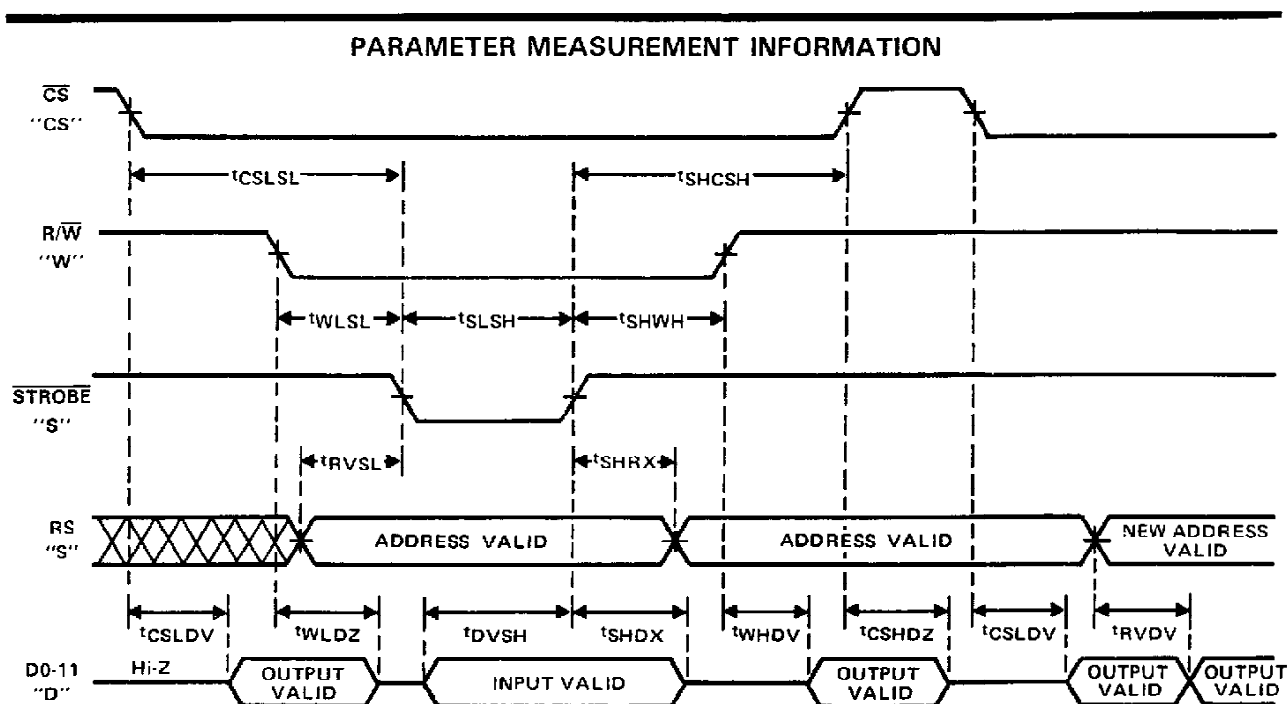 PARAMETER MEASUREMENT INFORMATION
C̅S̅
"CS"
tCSLSL
tSHCSH
R/W̅
"W"
tWLSL
tSLSH
tSHWH
S̅T̅R̅O̅B̅E̅
"S"
tRVSL
tSHRX
RS
"S"
ADDRESS VALID
ADDRESS VALID
NEW ADDRESS
VALID
tCSLDV
tWLDZ
tDVSH
tSHDX
tWHDV
tCSHDZ
tCSLDV
tRVDV
D0-11
"D"
Hi-Z
OUTPUT
VALID
INPUT VALID
OUTPUT
VALID
OUTPUT
VALID
OUTPUT
VALID